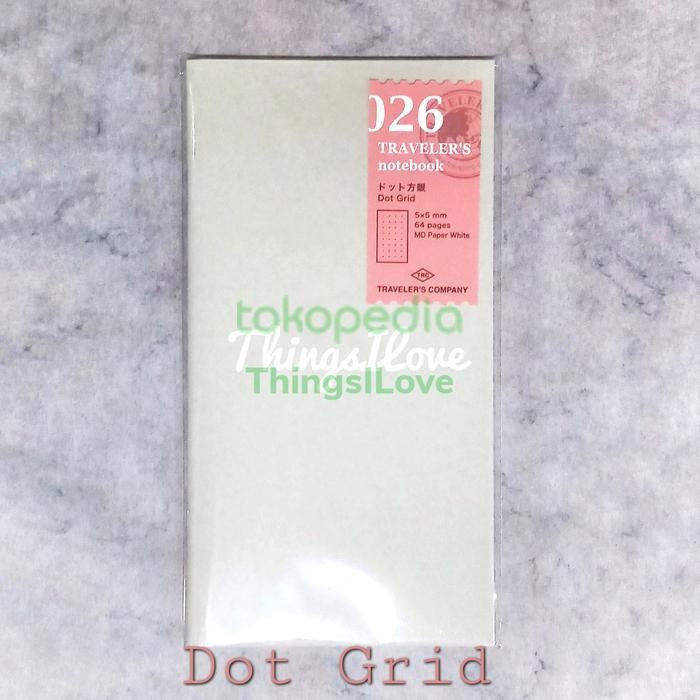 026
TRAVELER'S
notebook
ドット方眼
Dot Grid
5×5 mm
64 pages
MD Paper White
TRC
TRAVELER'S COMPANY
tokopedia
ThingsILove
ThingsILove
Dot Grid